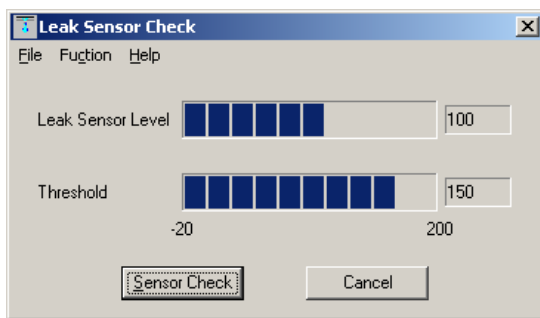 Leak Sensor Check
File Fuction Help
Leak Sensor Level 100
Threshold 150
-20 200
Sensor Check Cancel